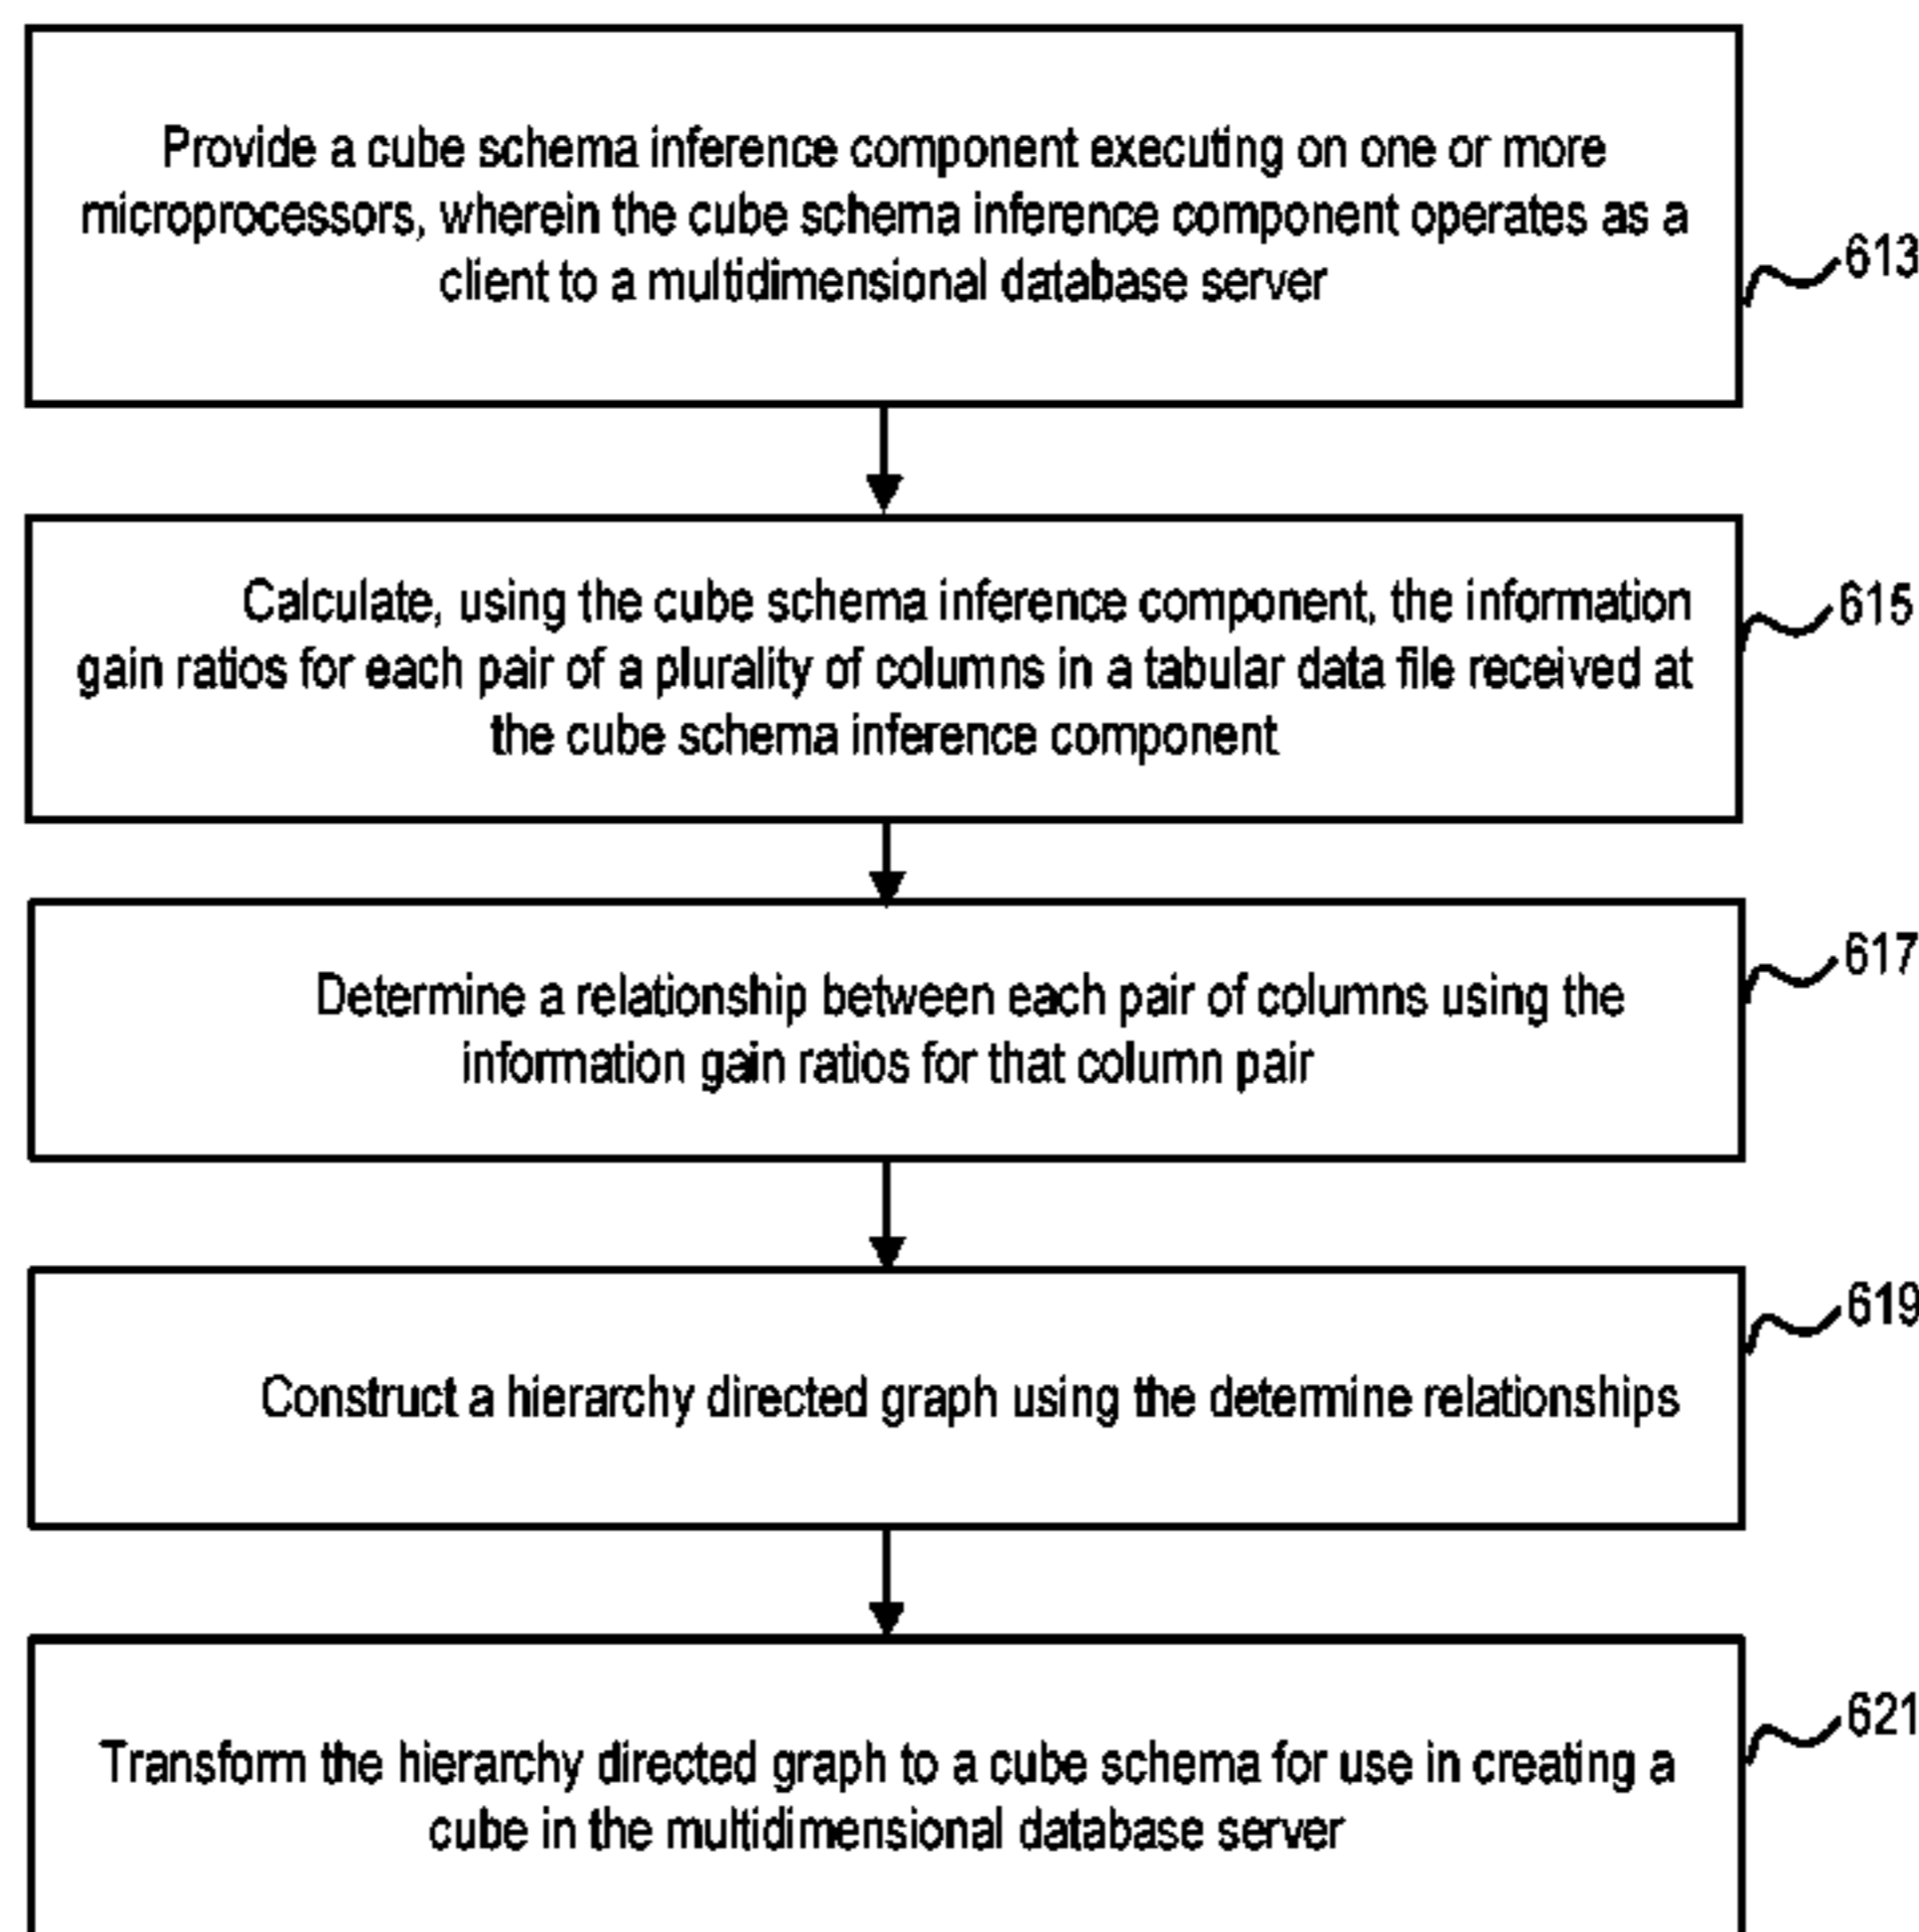 Provide a cube schema inference component executing on one or more
microprocessors, wherein the cube schema inference component operates as a
client to a multidimensional database server
613
Calculate, using the cube schema inference component, the information
gain ratios for each pair of a plurality of columns in a tabular data file received at
the cube schema inference component
615
Determine a relationship between each pair of columns using the
information gain ratios for that column pair
617
Construct a hierarchy directed graph using the determine relationships
619
Transform the hierarchy directed graph to a cube schema for use in creating a
cube in the multidimensional database server
621